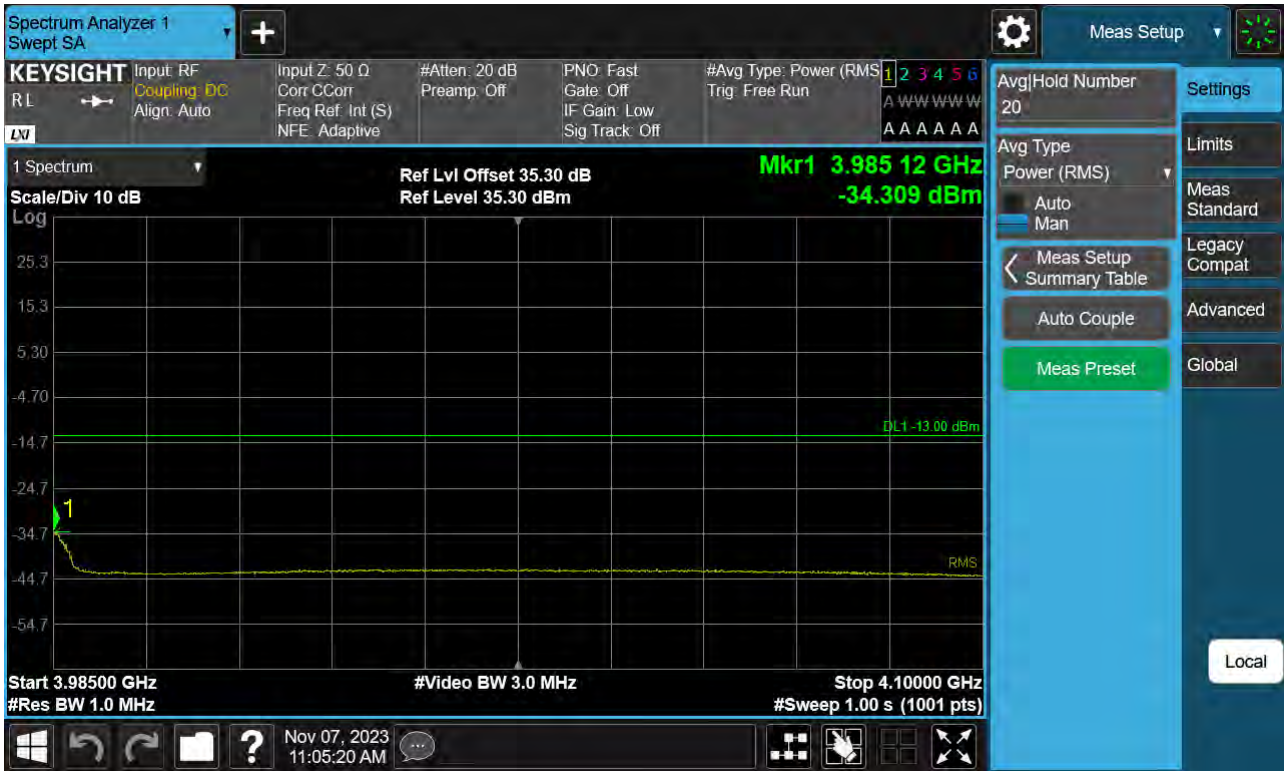 Spectrum Analyzer 1
Swept SA
+
Meas Setup
KEYSIGHT
RL
LXI
Input: RF
Coupling: DC
Align: Auto
Input Z: 50 Ω
Corr CCorr
Freq Ref: Int (S)
NFE: Adaptive
#Atten: 20 dB
Preamp: Off
PNO: Fast
Gate: Off
IF Gain: Low
Sig Track: Off
#Avg Type: Power (RMS
Trig: Free Run
1 2 3 4 5 6
A W W W W W
A A A A A A
1 Spectrum
Scale/Div 10 dB
Log
Ref Lvl Offset 35.30 dB
Ref Level 35.30 dBm
Mkr1 3.985 12 GHz
-34.309 dBm
25.3
15.3
5.30
-4.70
DL1 -13.00 dBm
-14.7
-24.7
1
-34.7
RMS
-44.7
-54.7
Start 3.98500 GHz
#Video BW 3.0 MHz
Stop 4.10000 GHz
#Res BW 1.0 MHz
#Sweep 1.00 s (1001 pts)
Avg|Hold Number
20
Avg Type
Power (RMS)
Auto
Man
Meas Setup
Summary Table
Auto Couple
Meas Preset
Settings
Limits
Meas
Standard
Legacy
Compat
Advanced
Global
Local
?
Nov 07, 2023
11:05:20 AM